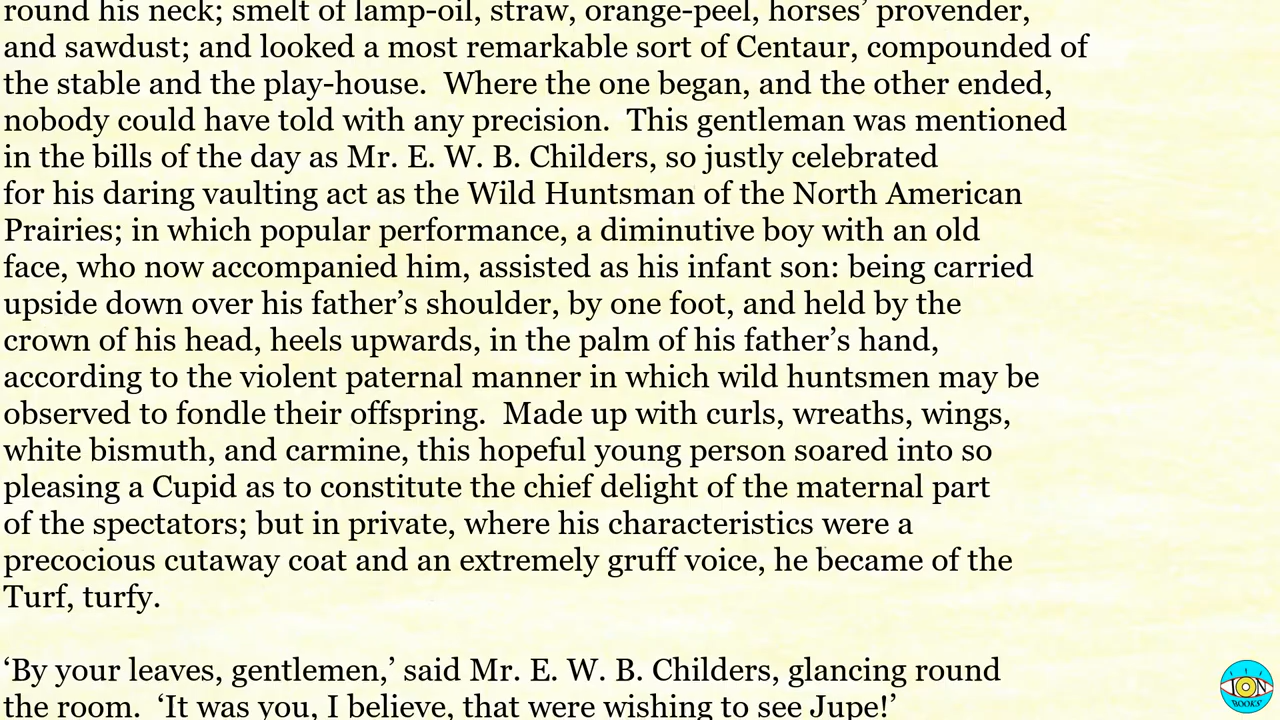 round his neck; smelt of lamp-oil, straw, orange-peel, horses’ provender,
and sawdust; and looked a most remarkable sort of Centaur, compounded of
the stable and the play-house.  Where the one began, and the other ended,
nobody could have told with any precision.  This gentleman was mentioned
in the bills of the day as Mr. E. W. B. Childers, so justly celebrated
for his daring vaulting act as the Wild Huntsman of the North American
Prairies; in which popular performance, a diminutive boy with an old
face, who now accompanied him, assisted as his infant son: being carried
upside down over his father’s shoulder, by one foot, and held by the
crown of his head, heels upwards, in the palm of his father’s hand,
according to the violent paternal manner in which wild huntsmen may be
observed to fondle their offspring.  Made up with curls, wreaths, wings,
white bismuth, and carmine, this hopeful young person soared into so
pleasing a Cupid as to constitute the chief delight of the maternal part
of the spectators; but in private, where his characteristics were a
precocious cutaway coat and an extremely gruff voice, he became of the
Turf, turfy.
‘By your leaves, gentlemen,’ said Mr. E. W. B. Childers, glancing round
the room.  ‘It was you, I believe, that were wishing to see Jupe!’
ION
BOOKS